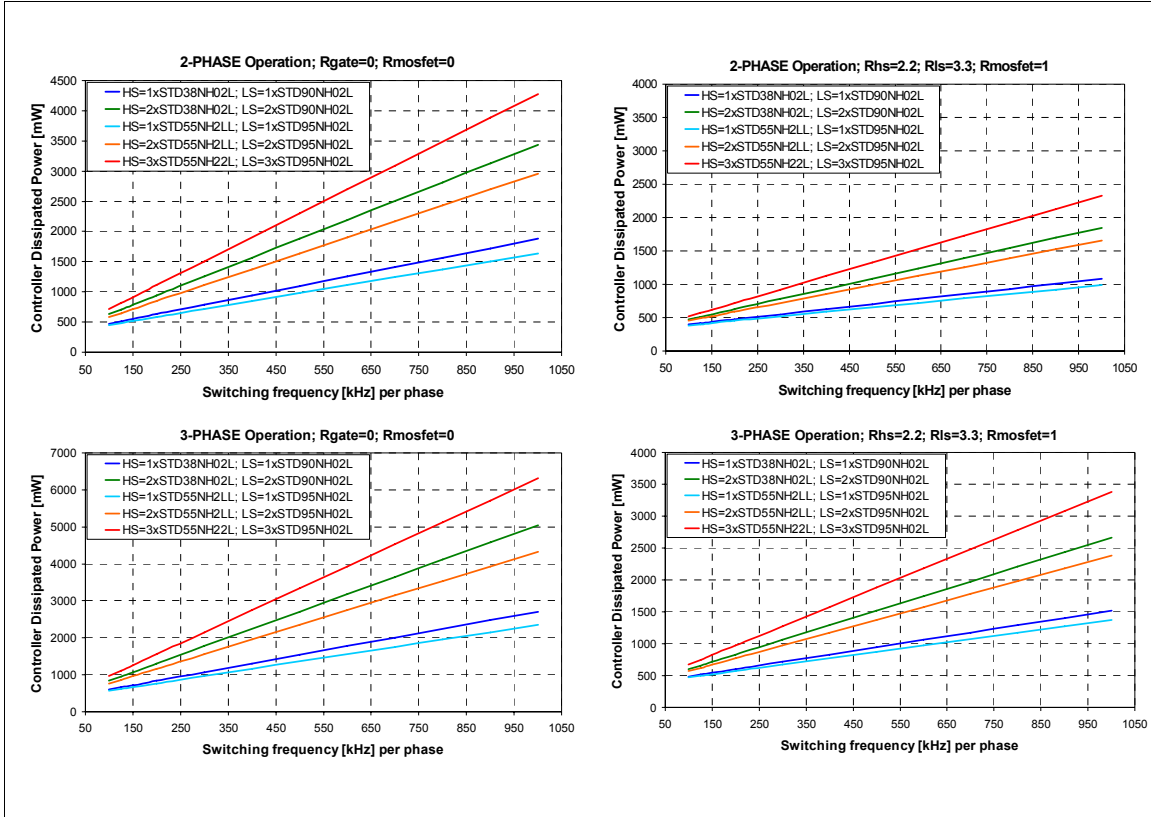 2-PHASE Operation; Rgate=0; Rmosfet=0
4500
4000
3500
3000
2500
2000
1500
1000
500
0
Controller Dissipated Power [mW]
HS=1xSTD38NH02L; LS=1xSTD90NH02L
HS=2xSTD38NH02L; LS=2xSTD90NH02L
HS=1xSTD55NH2LL; LS=1xSTD95NH02L
HS=2xSTD55NH2LL; LS=2xSTD95NH02L
HS=3xSTD55NH22L; LS=3xSTD95NH02L
50 150 250 350 450 550 650 750 850 950 1050
Switching frequency [kHz] per phase
2-PHASE Operation; Rhs=2.2; Rls=3.3; Rmosfet=1
4000
3500
3000
2500
2000
1500
1000
500
0
Controller Dissipated Power [mW]
HS=1xSTD38NH02L; LS=1xSTD90NH02L
HS=2xSTD38NH02L; LS=2xSTD90NH02L
HS=1xSTD55NH2LL; LS=1xSTD95NH02L
HS=2xSTD55NH2LL; LS=2xSTD95NH02L
HS=3xSTD55NH22L; LS=3xSTD95NH02L
50 150 250 350 450 550 650 750 850 950 1050
Switching frequency [kHz] per phase
3-PHASE Operation; Rgate=0; Rmosfet=0
7000
6000
5000
4000
3000
2000
1000
0
Controller Dissipated Power [mW]
HS=1xSTD38NH02L; LS=1xSTD90NH02L
HS=2xSTD38NH02L; LS=2xSTD90NH02L
HS=1xSTD55NH2LL; LS=1xSTD95NH02L
HS=2xSTD55NH2LL; LS=2xSTD95NH02L
HS=3xSTD55NH22L; LS=3xSTD95NH02L
50 150 250 350 450 550 650 750 850 950 1050
Switching frequency [kHz] per phase
3-PHASE Operation; Rhs=2.2; Rls=3.3; Rmosfet=1
4000
3500
3000
2500
2000
1500
1000
500
0
Controller Dissipated Power [mW]
HS=1xSTD38NH02L; LS=1xSTD90NH02L
HS=2xSTD38NH02L; LS=2xSTD90NH02L
HS=1xSTD55NH2LL; LS=1xSTD95NH02L
HS=2xSTD55NH2LL; LS=2xSTD95NH02L
HS=3xSTD55NH22L; LS=3xSTD95NH02L
50 150 250 350 450 550 650 750 850 950 1050
Switching frequency [kHz] per phase